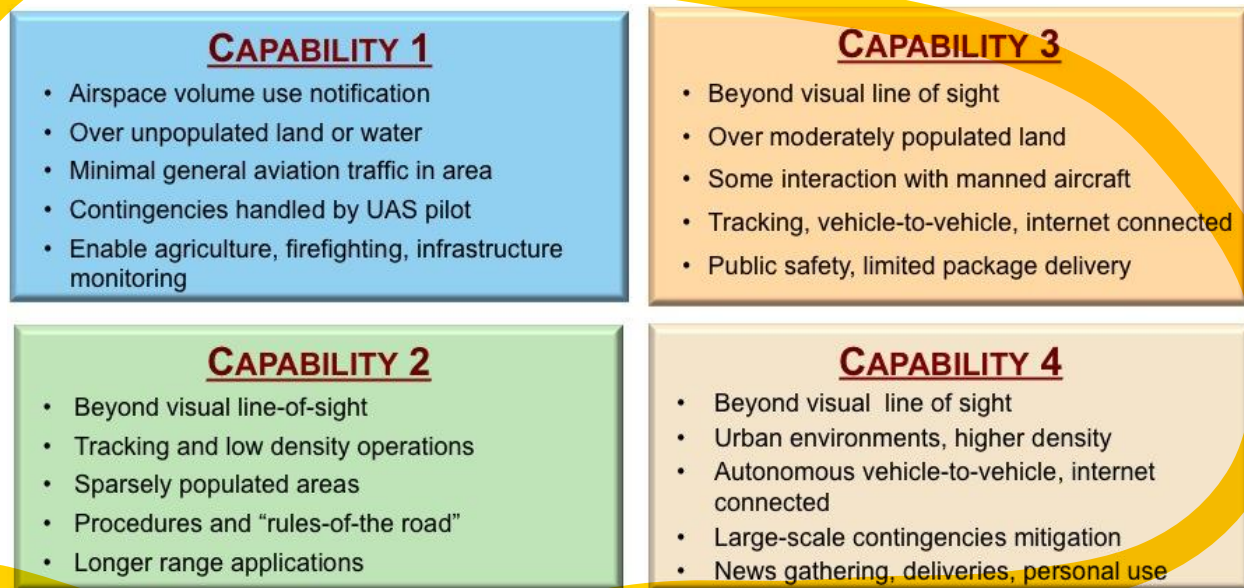 CAPABILITY 1
• Airspace volume use notification
• Over unpopulated land or water
• Minimal general aviation traffic in area
• Contingencies handled by UAS pilot
• Enable agriculture, firefighting, infrastructure
monitoring
CAPABILITY 2
• Beyond visual line-of-sight
• Tracking and low density operations
• Sparsely populated areas
• Procedures and “rules-of-the road”
• Longer range applications
CAPABILITY 3
• Beyond visual line of sight
• Over moderately populated land
• Some interaction with manned aircraft
• Tracking, vehicle-to-vehicle, internet connected
• Public safety, limited package delivery
CAPABILITY 4
• Beyond visual line of sight
• Urban environments, higher density
• Autonomous vehicle-to-vehicle, internet
connected
• Large-scale contingencies mitigation
• News gathering, deliveries, personal use